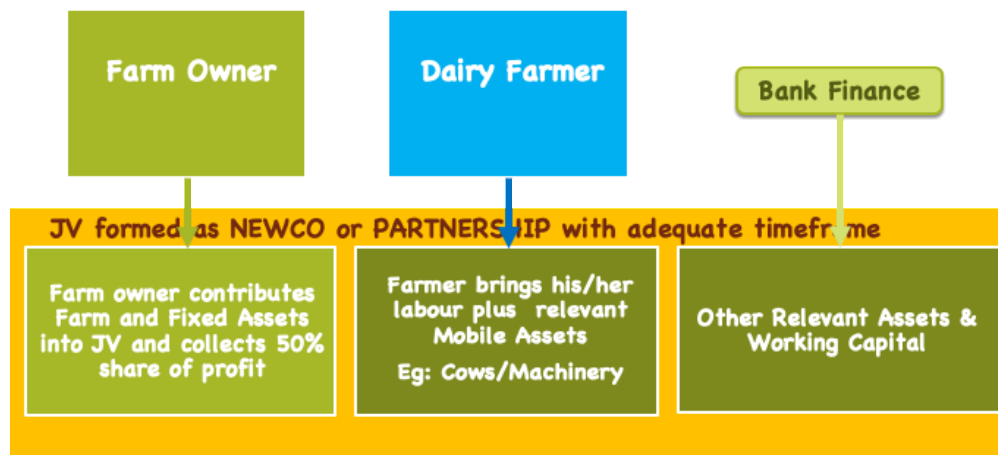 Farm Owner
Dairy Farmer
Bank Finance
JV formed as NEWCO or PARTNERSHIP with adequate timeframe
Farm owner contributes
Farm and Fixed Assets
into JV and collects 50%
share of profit
Farmer brings his/her
labour plus relevant
Mobile Assets
Eg: Cows/Machinery
Other Relevant Assets &
Working Capital